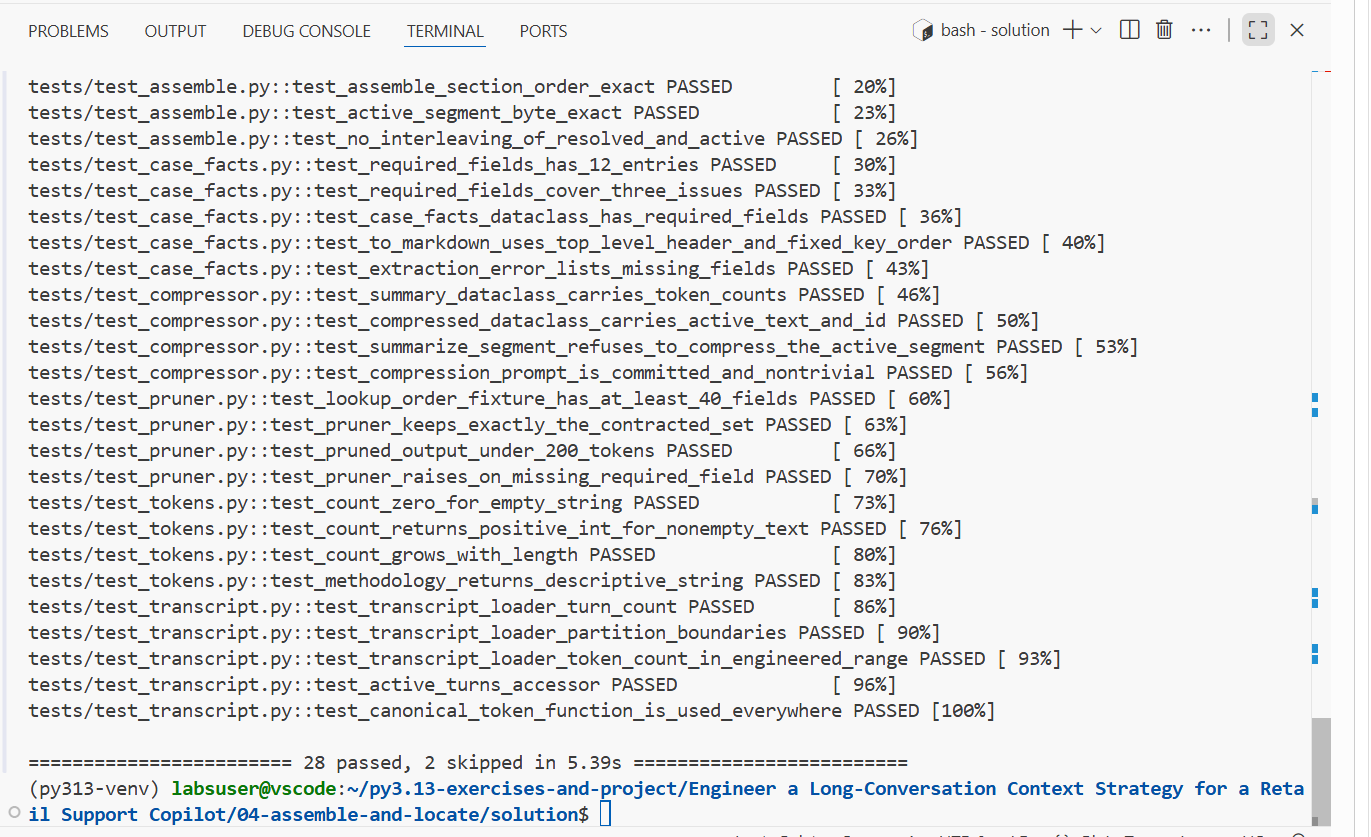 PROBLEMS OUTPUT DEBUG CONSOLE TERMINAL PORTS bash - solution
tests/test_assemble.py::test_assemble_section_order_exact PASSED [ 20%]
tests/test_assemble.py::test_active_segment_byte_exact PASSED [ 23%]
tests/test_assemble.py::test_no_interleaving_of_resolved_and_active PASSED [ 26%]
tests/test_case_facts.py::test_required_fields_has_12_entries PASSED [ 30%]
tests/test_case_facts.py::test_required_fields_cover_three_issues PASSED [ 33%]
tests/test_case_facts.py::test_case_facts_dataclass_has_required_fields PASSED [ 36%]
tests/test_case_facts.py::test_to_markdown_uses_top_level_header_and_fixed_key_order PASSED [ 40%]
tests/test_case_facts.py::test_extraction_error_lists_missing_fields PASSED [ 43%]
tests/test_compressor.py::test_summary_dataclass_carries_token_counts PASSED [ 46%]
tests/test_compressor.py::test_compressed_dataclass_carries_active_text_and_id PASSED [ 50%]
tests/test_compressor.py::test_summarize_segment_refuses_to_compress_the_active_segment PASSED [ 53%]
tests/test_compressor.py::test_compression_prompt_is_committed_and_nontrivial PASSED [ 56%]
tests/test_pruner.py::test_lookup_order_fixture_has_at_least_40_fields PASSED [ 60%]
tests/test_pruner.py::test_pruner_keeps_exactly_the_contracted_set PASSED [ 63%]
tests/test_pruner.py::test_pruned_output_under_200_tokens PASSED [ 66%]
tests/test_pruner.py::test_pruner_raises_on_missing_required_field PASSED [ 70%]
tests/test_tokens.py::test_count_zero_for_empty_string PASSED [ 73%]
tests/test_tokens.py::test_count_returns_positive_int_for_nonempty_text PASSED [ 76%]
tests/test_tokens.py::test_count_grows_with_length PASSED [ 80%]
tests/test_tokens.py::test_methodology_returns_descriptive_string PASSED [ 83%]
tests/test_transcript.py::test_transcript_loader_turn_count PASSED [ 86%]
tests/test_transcript.py::test_transcript_loader_partition_boundaries PASSED [ 90%]
tests/test_transcript.py::test_transcript_loader_token_count_in_engineered_range PASSED [ 93%]
tests/test_transcript.py::test_active_turns_accessor PASSED [ 96%]
tests/test_transcript.py::test_canonical_token_function_is_used_everywhere PASSED [100%]
======================== 28 passed, 2 skipped in 5.39s =========================
(py313-venv) labsuser@vscode:~/py3.13-exercises-and-project/Engineer a Long-Conversation Context Strategy for a Reta
il Support Copilot/04-assemble-and-locate/solution$